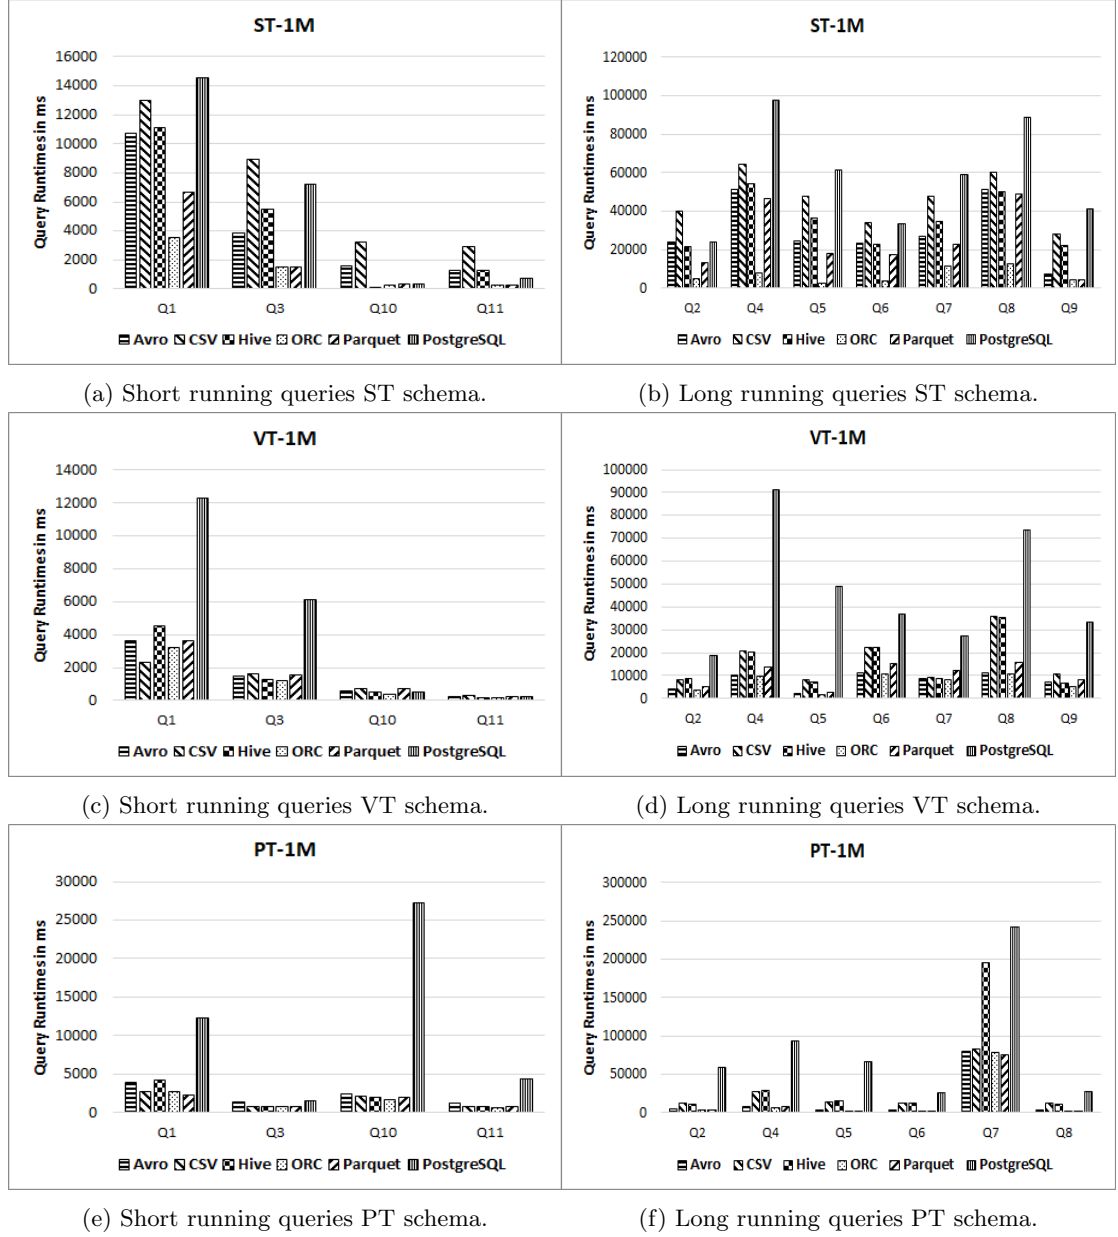 ST-1M
Query Runtimes in ms
16000
14000
12000
10000
8000
6000
4000
2000
0
Q1 Q3 Q10 Q11
Avro CSV Hive ORC Parquet PostgreSQL
(a) Short running queries ST schema.
ST-1M
Query Runtimes in ms
120000
100000
80000
60000
40000
20000
0
Q2 Q4 Q5 Q6 Q7 Q8 Q9
Avro CSV Hive ORC Parquet PostgreSQL
(b) Long running queries ST schema.
VT-1M
Query Runtimes in ms
14000
12000
10000
8000
6000
4000
2000
0
Q1 Q3 Q10 Q11
Avro CSV Hive ORC Parquet PostgreSQL
(c) Short running queries VT schema.
VT-1M
Query Runtimes in ms
100000
90000
80000
70000
60000
50000
40000
30000
20000
10000
0
Q2 Q4 Q5 Q6 Q7 Q8 Q9
Avro CSV Hive ORC Parquet PostgreSQL
(d) Long running queries VT schema.
PT-1M
Query Runtimes in ms
30000
25000
20000
15000
10000
5000
0
Q1 Q3 Q10 Q11
Avro CSV Hive ORC Parquet PostgreSQL
(e) Short running queries PT schema.
PT-1M
Query Runtimes in ms
300000
250000
200000
150000
100000
50000
0
Q2 Q4 Q5 Q6 Q7 Q8
Avro CSV Hive ORC Parquet PostgreSQL
(f) Long running queries PT schema.